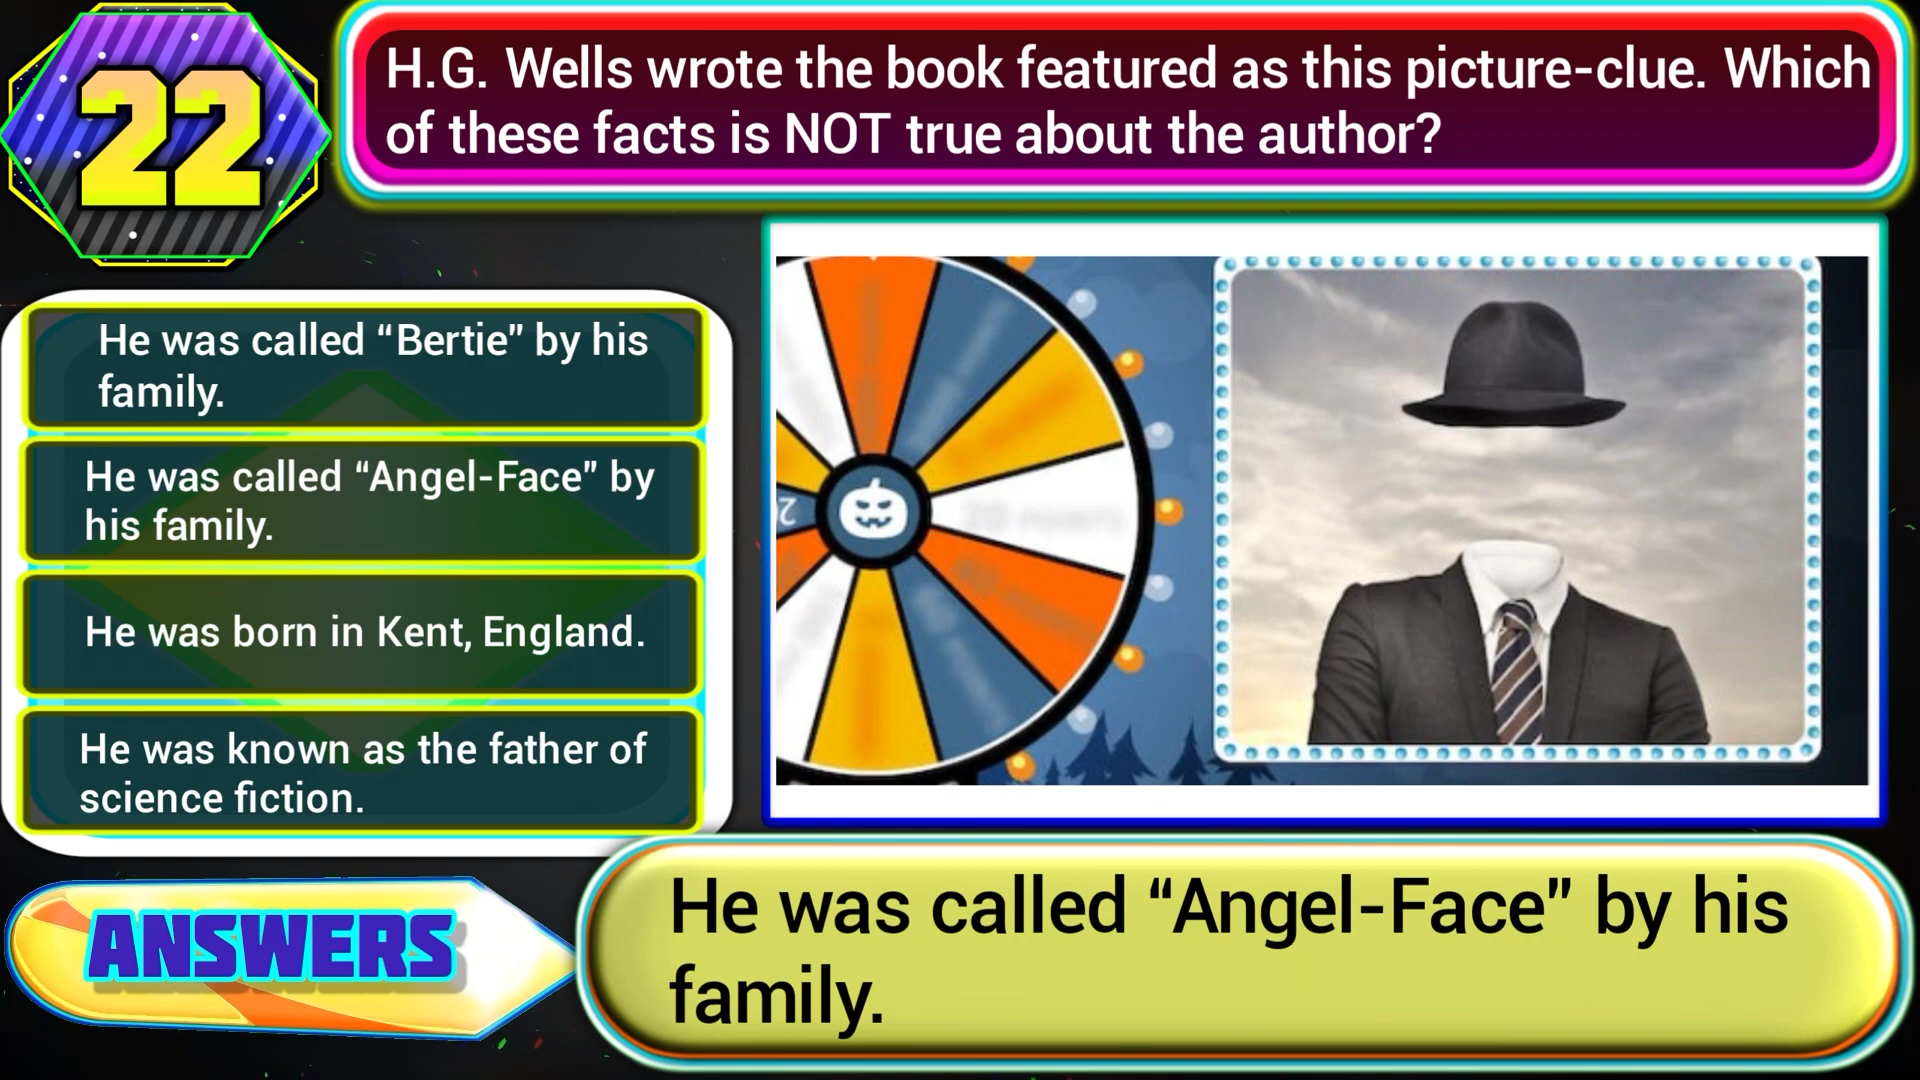 22
H.G. Wells wrote the book featured as this picture-clue. Which
of these facts is NOT true about the author?
He was called “Bertie” by his
family.
He was called “Angel-Face” by
his family.
He was born in Kent, England.
He was known as the father of
science fiction.
2
ANSWERS
He was called “Angel-Face” by his
family.